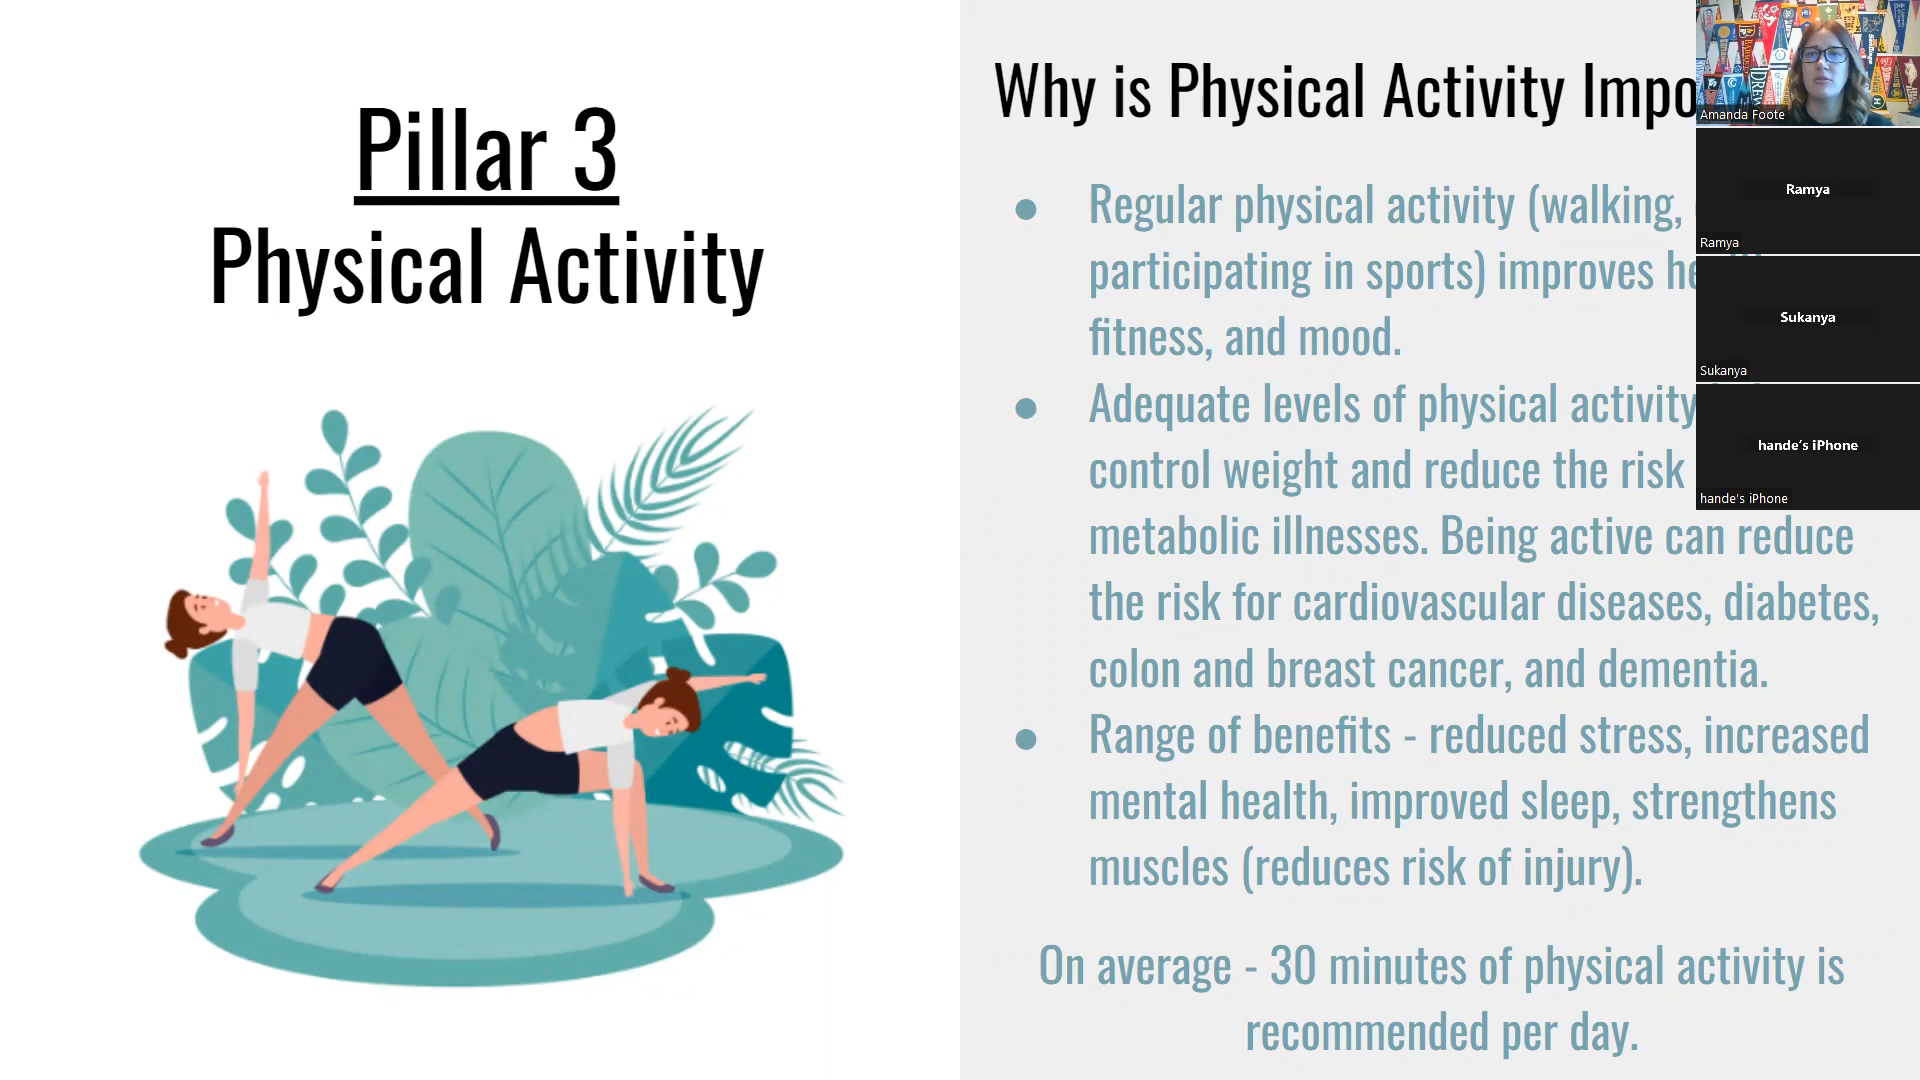 Pillar 3
Physical Activity
Why is Physical Activity
Regular physical activity (walking,
participating in sports) improves
fitness, and mood.
Adequate levels of physical activity
control weight and reduce the risk
metabolic illnesses. Being active can reduce
the risk for cardiovascular diseases, diabetes,
colon and breast cancer, and dementia.
Range of benefits - reduced stress, increased
mental health, improved sleep, strengthens
muscles (reduces risk of injury).
On average - 30 minutes of physical activity is
recommended per day.
Amanda Foote
Ramya
Ramya
Sukanya
Sukanya
hande's iPhone
hande's iPhone